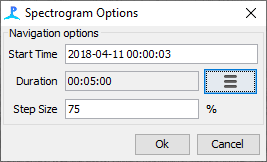 Spectrogram Options
Navigation options
Start Time 2018-04-11 00:00:03
Duration 00:05:00
Step Size 75 %
Ok Cancel